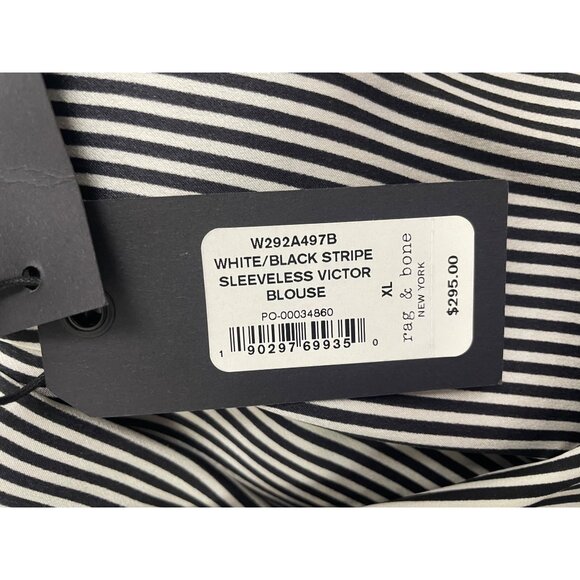 W292A497B
WHITE/BLACK STRIPE
SLEEVELESS VICTOR
BLOUSE
PO-00034860
1 90297 69935 0
XL
rag & bone
NEW YORK
$295.00